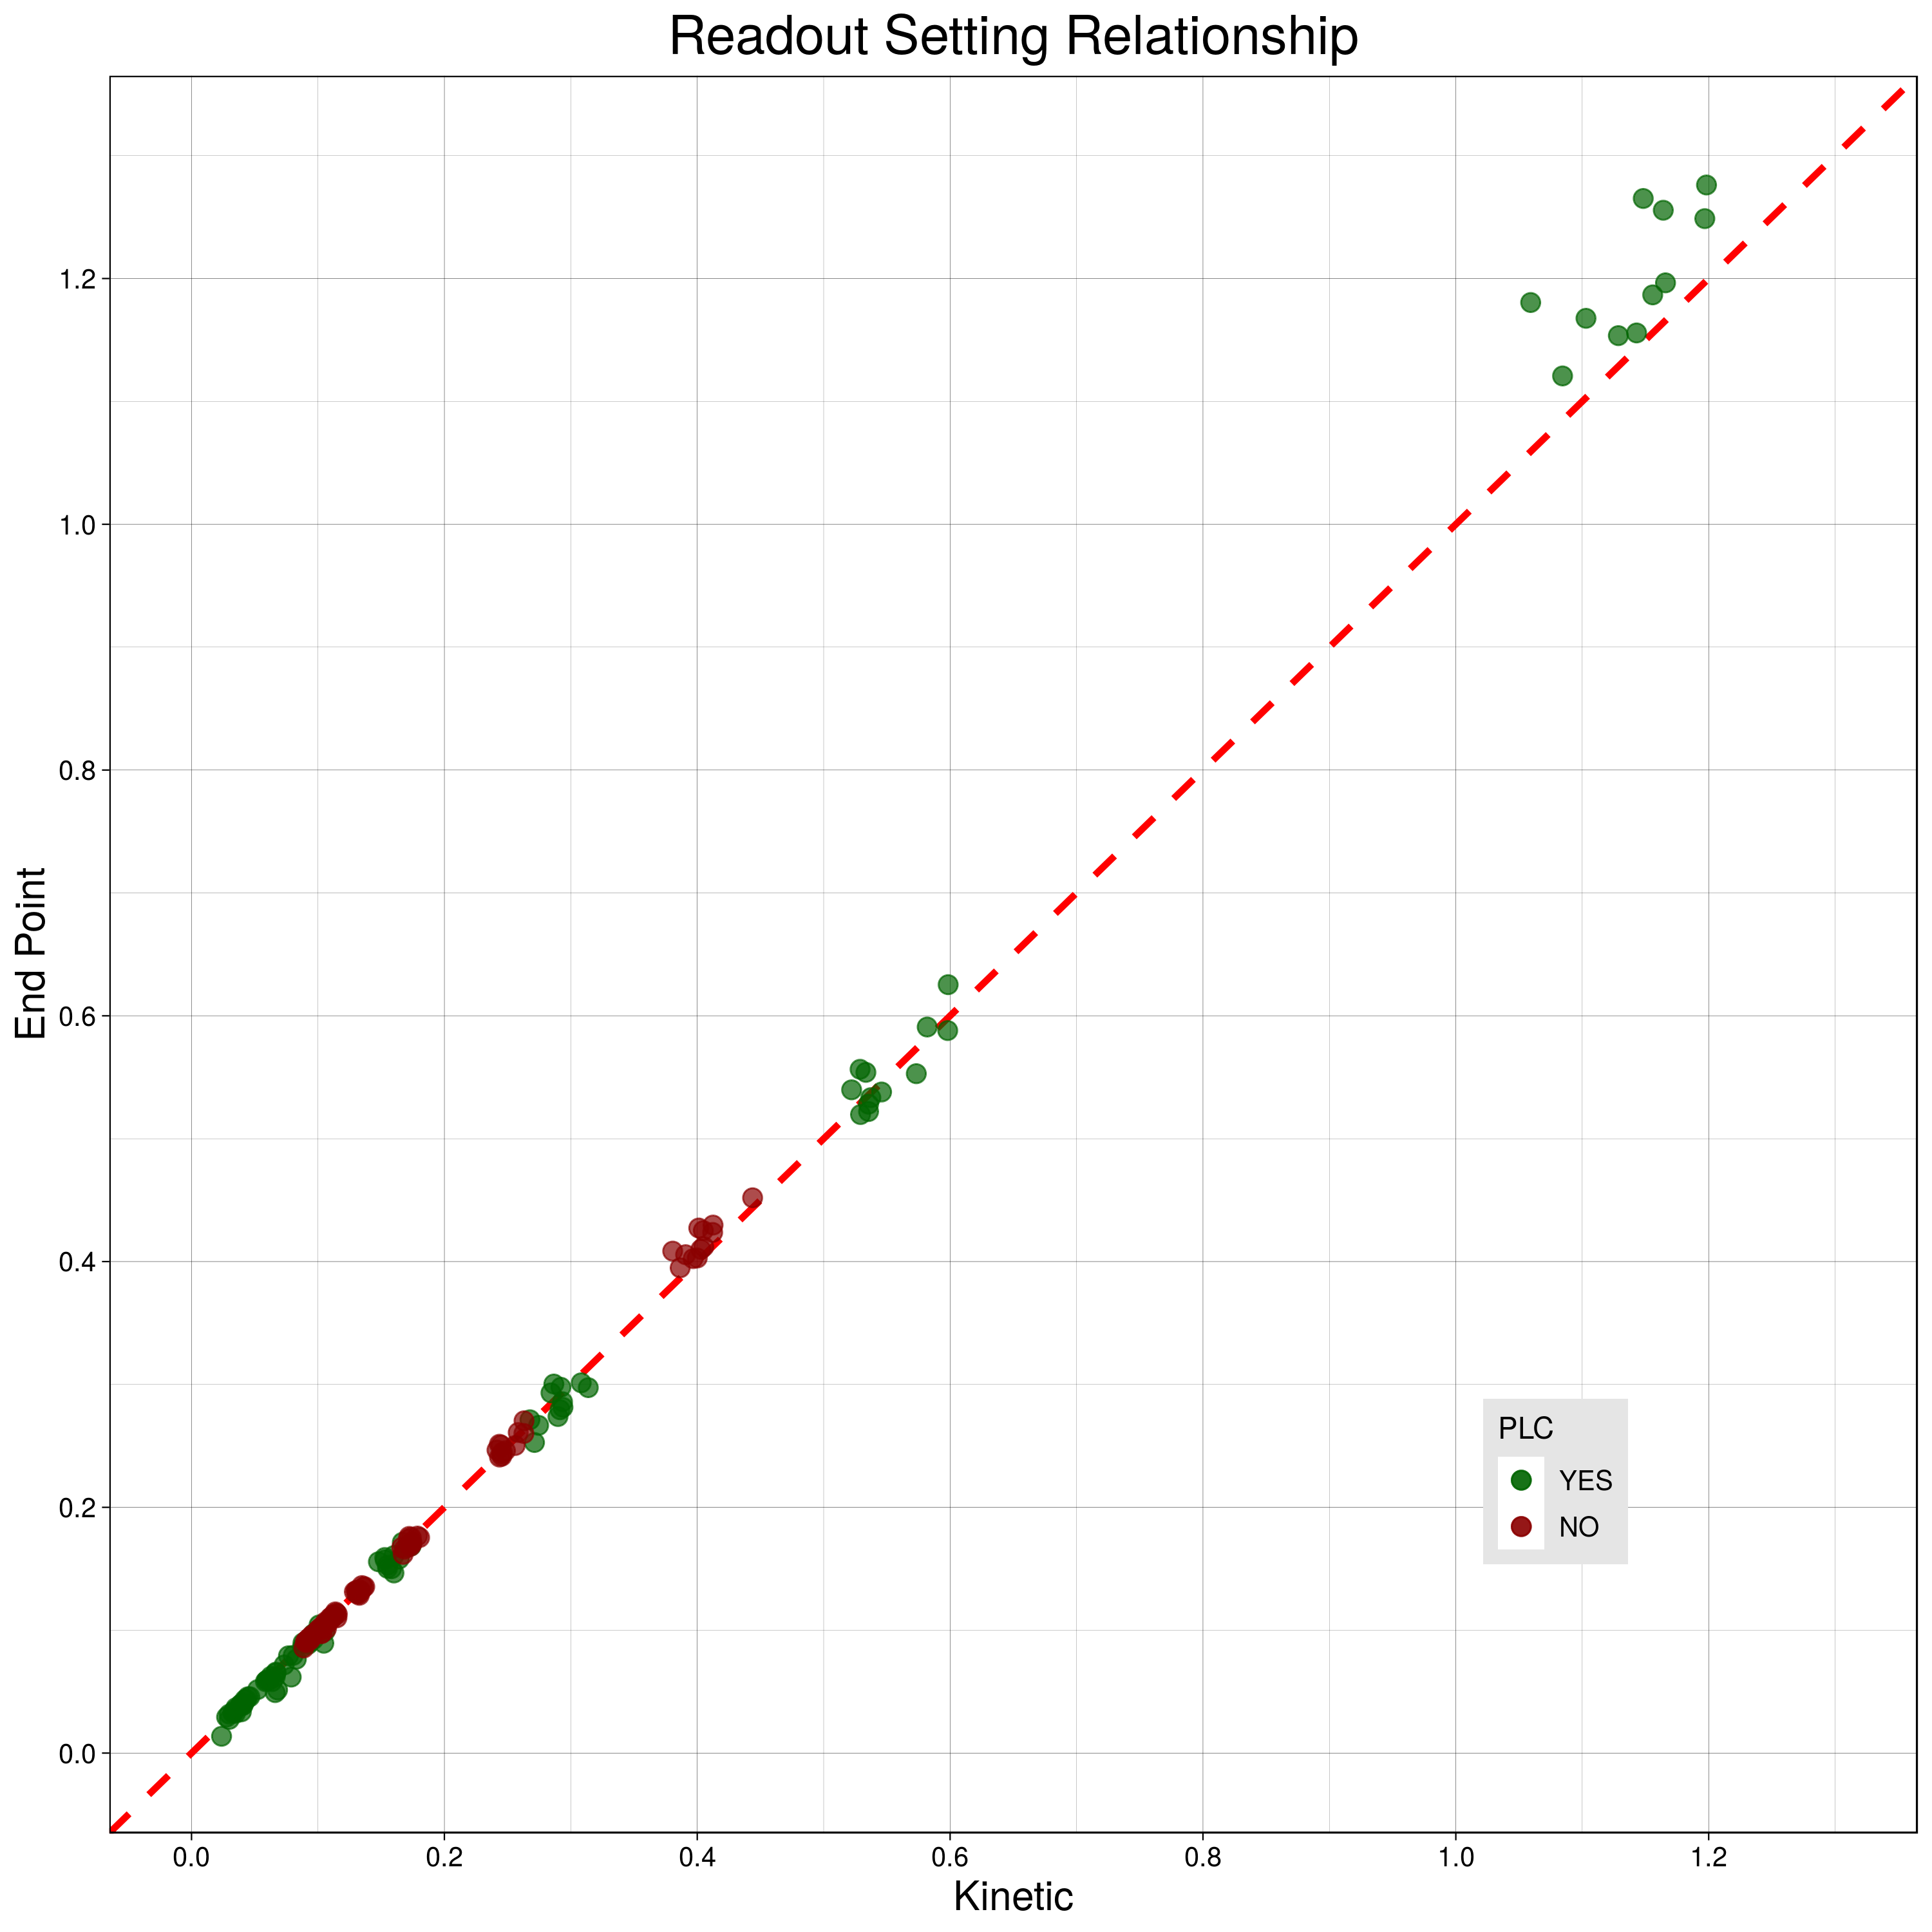 Readout Setting Relationship
End Point
1.2
1.0
0.8
0.6
0.4
0.2
0.0
PLC
YES
NO
0.0 0.2 0.4 0.6 0.8 1.0 1.2
Kinetic